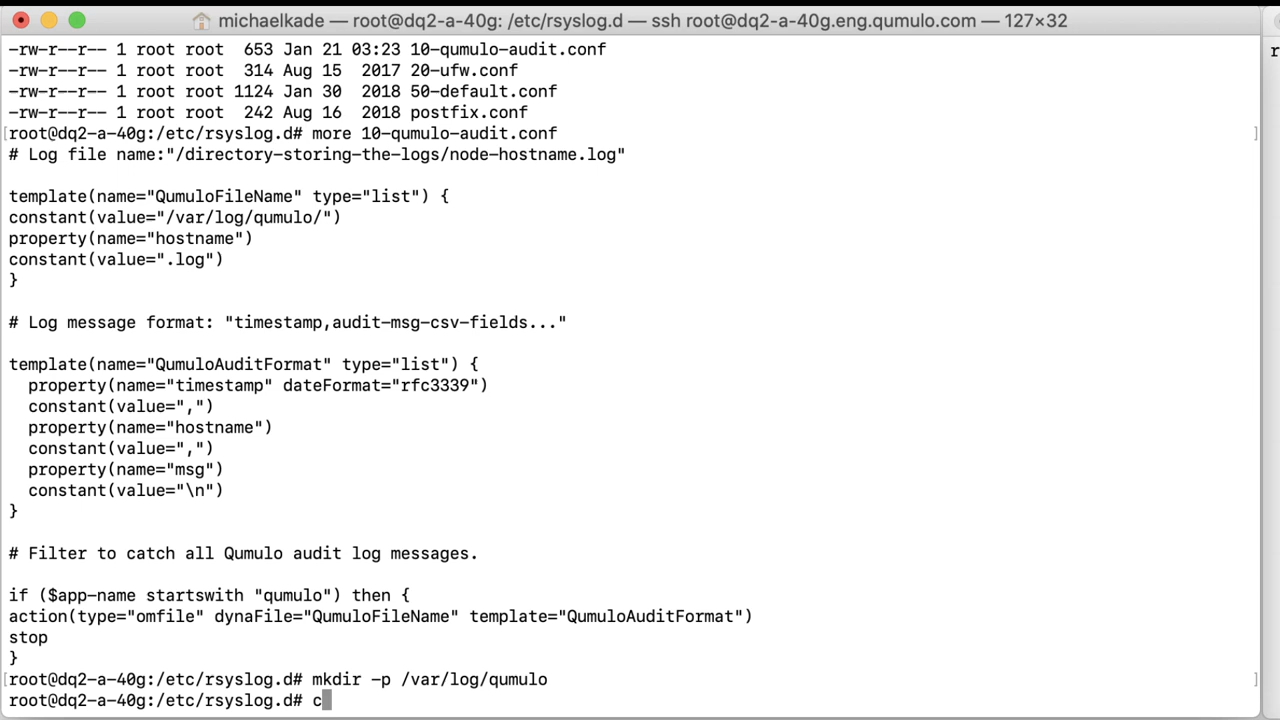 michaelkade — root@dq2-a-40g: /etc/rsyslog.d — ssh root@dq2-a-40g.eng.qumulo.com — 127×32
-rw-r--r-- 1 root root  653 Jan 21 03:23 10-qumulo-audit.conf
-rw-r--r-- 1 root root  314 Aug 15  2017 20-ufw.conf
-rw-r--r-- 1 root root 1124 Jan 30  2018 50-default.conf
-rw-r--r-- 1 root root  242 Aug 16  2018 postfix.conf
[root@dq2-a-40g:/etc/rsyslog.d# more 10-qumulo-audit.conf ]
# Log file name:"/directory-storing-the-logs/node-hostname.log"
template(name="QumuloFileName" type="list") {
constant(value="/var/log/qumulo/")
property(name="hostname")
constant(value=".log")
}
# Log message format: "timestamp,audit-msg-csv-fields..."
template(name="QumuloAuditFormat" type="list") {
  property(name="timestamp" dateFormat="rfc3339")
  constant(value=",")
  property(name="hostname")
  constant(value=",")
  property(name="msg")
  constant(value="\n")
}
# Filter to catch all Qumulo audit log messages.
if ($app-name startswith "qumulo") then {
action(type="omfile" dynaFile="QumuloFileName" template="QumuloAuditFormat")
stop
}
[root@dq2-a-40g:/etc/rsyslog.d# mkdir -p /var/log/qumulo ]
root@dq2-a-40g:/etc/rsyslog.d# c
r